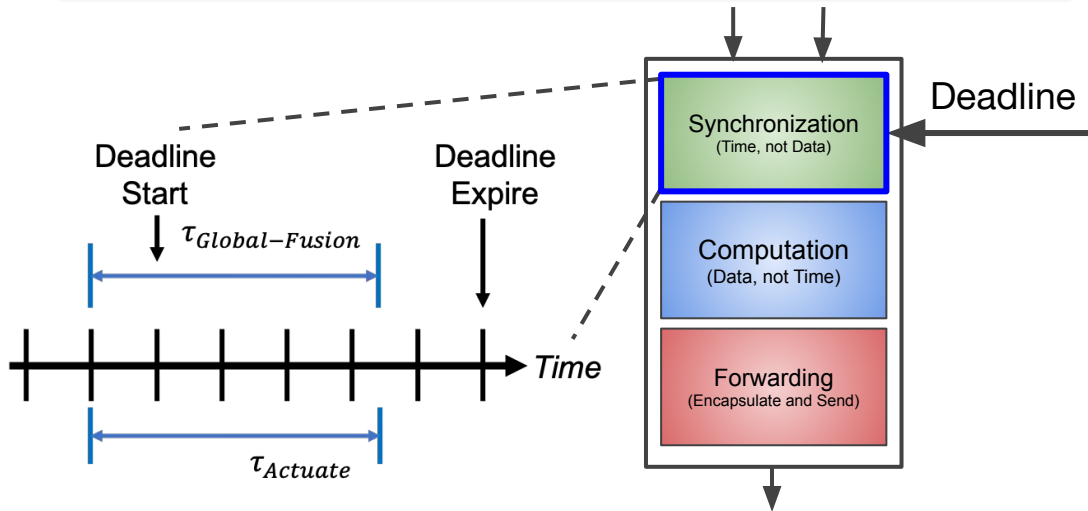 Deadline
Start
Deadline
Expire
τGlobal−Fusion
Time
τActuate
Synchronization
(Time, not Data)
Deadline
Computation
(Data, not Time)
Forwarding
(Encapsulate and Send)